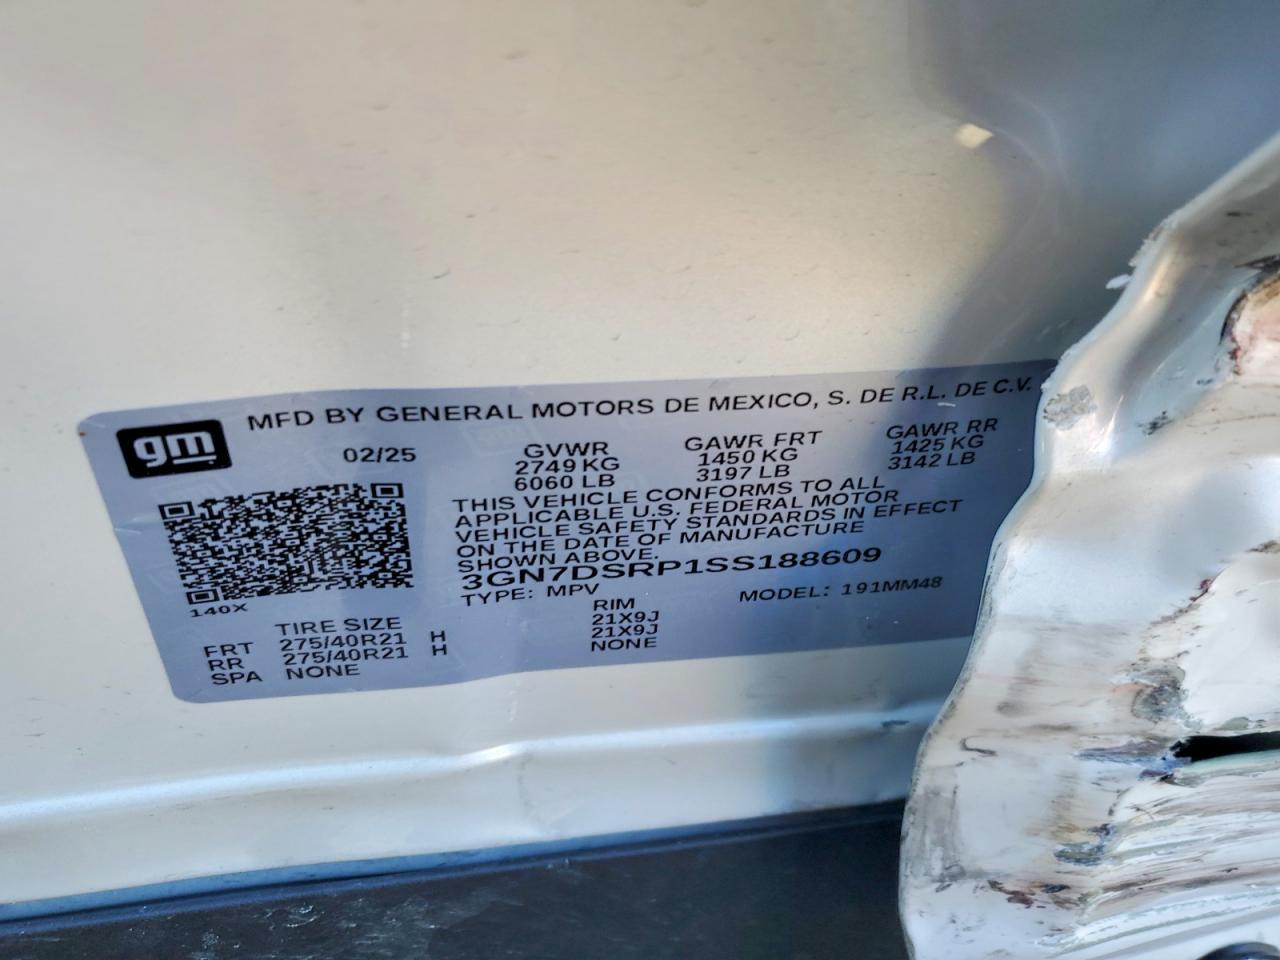 gm
MFD BY GENERAL MOTORS DE MEXICO, S. DE R.L. DE C.V.
02/25 GVWR GAWR FRT GAWR RR
2749 KG 1450 KG 1425 KG
6060 LB 3197 LB 3142 LB
THIS VEHICLE CONFORMS TO ALL
APPLICABLE U.S. FEDERAL MOTOR
VEHICLE SAFETY STANDARDS IN EFFECT
ON THE DATE OF MANUFACTURE
SHOWN ABOVE.
3GN7DSRP1SS188609
TYPE: MPV MODEL: 191MM48
140X
TIRE SIZE RIM
FRT 275/40R21 H 21X9J
RR 275/40R21 H 21X9J
SPA NONE NONE